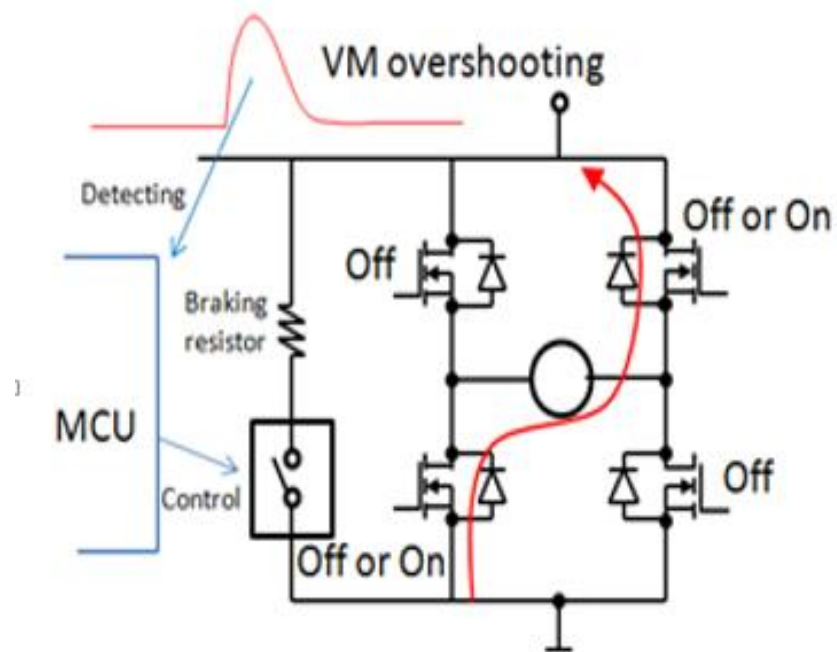 VM overshooting
Detecting
Off or On
Off
Braking
resistor
MCU
Control
Off
Off or On